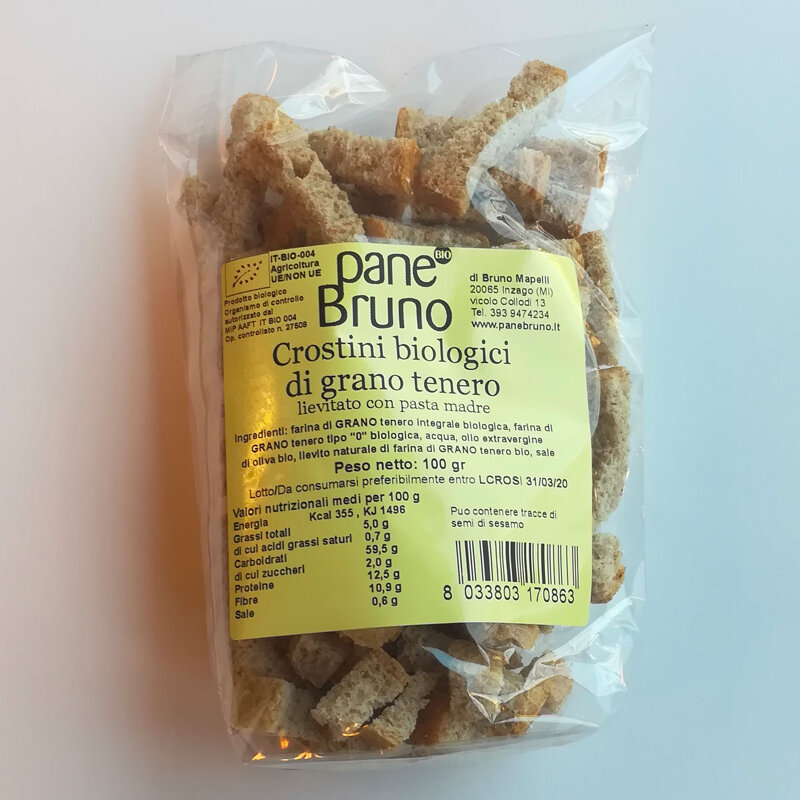 IT-BIO-004
Agricoltura
UE/NON UE
Prodotto biologico
Organismo di controllo
autorizzato dal
MiP AAFT IT BIO 004
Op. controllato n. 27508
pane BIO
Bruno
di Bruno Mapelli
20065 Inzago (MI)
vicolo Collodi 13
Tel. 393 9474234
www.panebruno.it
Crostini biologici
di grano tenero
lievitato con pasta madre
Ingredienti: farina di GRANO tenero integrale biologica, farina di
GRANO tenero tipo "0" biologica, acqua, olio extravergine
di oliva bio, lievito naturale di farina di GRANO tenero bio, sale
Peso netto: 100 gr
Lotto/Da consumarsi preferibilmente entro LCROSI 31/03/20
Valori nutrizionali medi per 100 g
Energia Kcal 355 , KJ 1496
Grassi totali 5,0 g
di cui acidi grassi saturi 0,7 g
Carboidrati 59,5 g
di cui zuccheri 2,0 g
Proteine 12,5 g
Fibre 10,9 g
Sale 0,6 g
Puo contenere tracce di
semi di sesamo
8 033803 170863